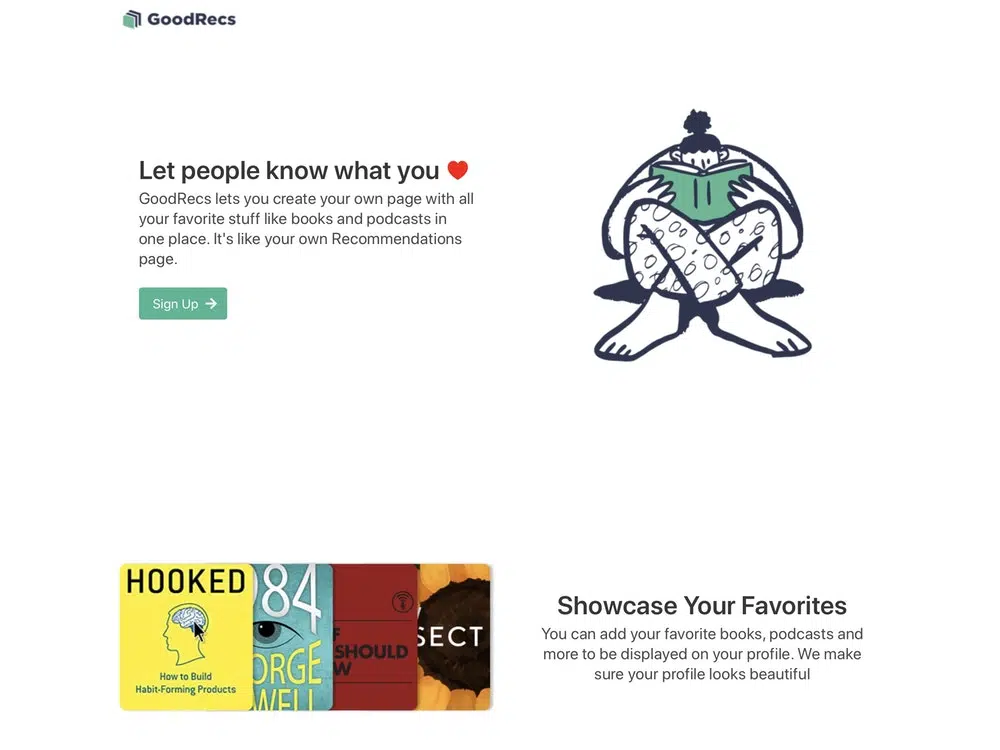 GoodRecs
Let people know what you ❤️
GoodRecs lets you create your own page with all
your favorite stuff like books and podcasts in
one place. It's like your own Recommendations
page.
Sign Up →
HOOKED
How to Build
Habit-Forming Products
84
ORGE
WELL
SHOULD
W
SECT
Showcase Your Favorites
You can add your favorite books, podcasts and
more to be displayed on your profile. We make
sure your profile looks beautiful